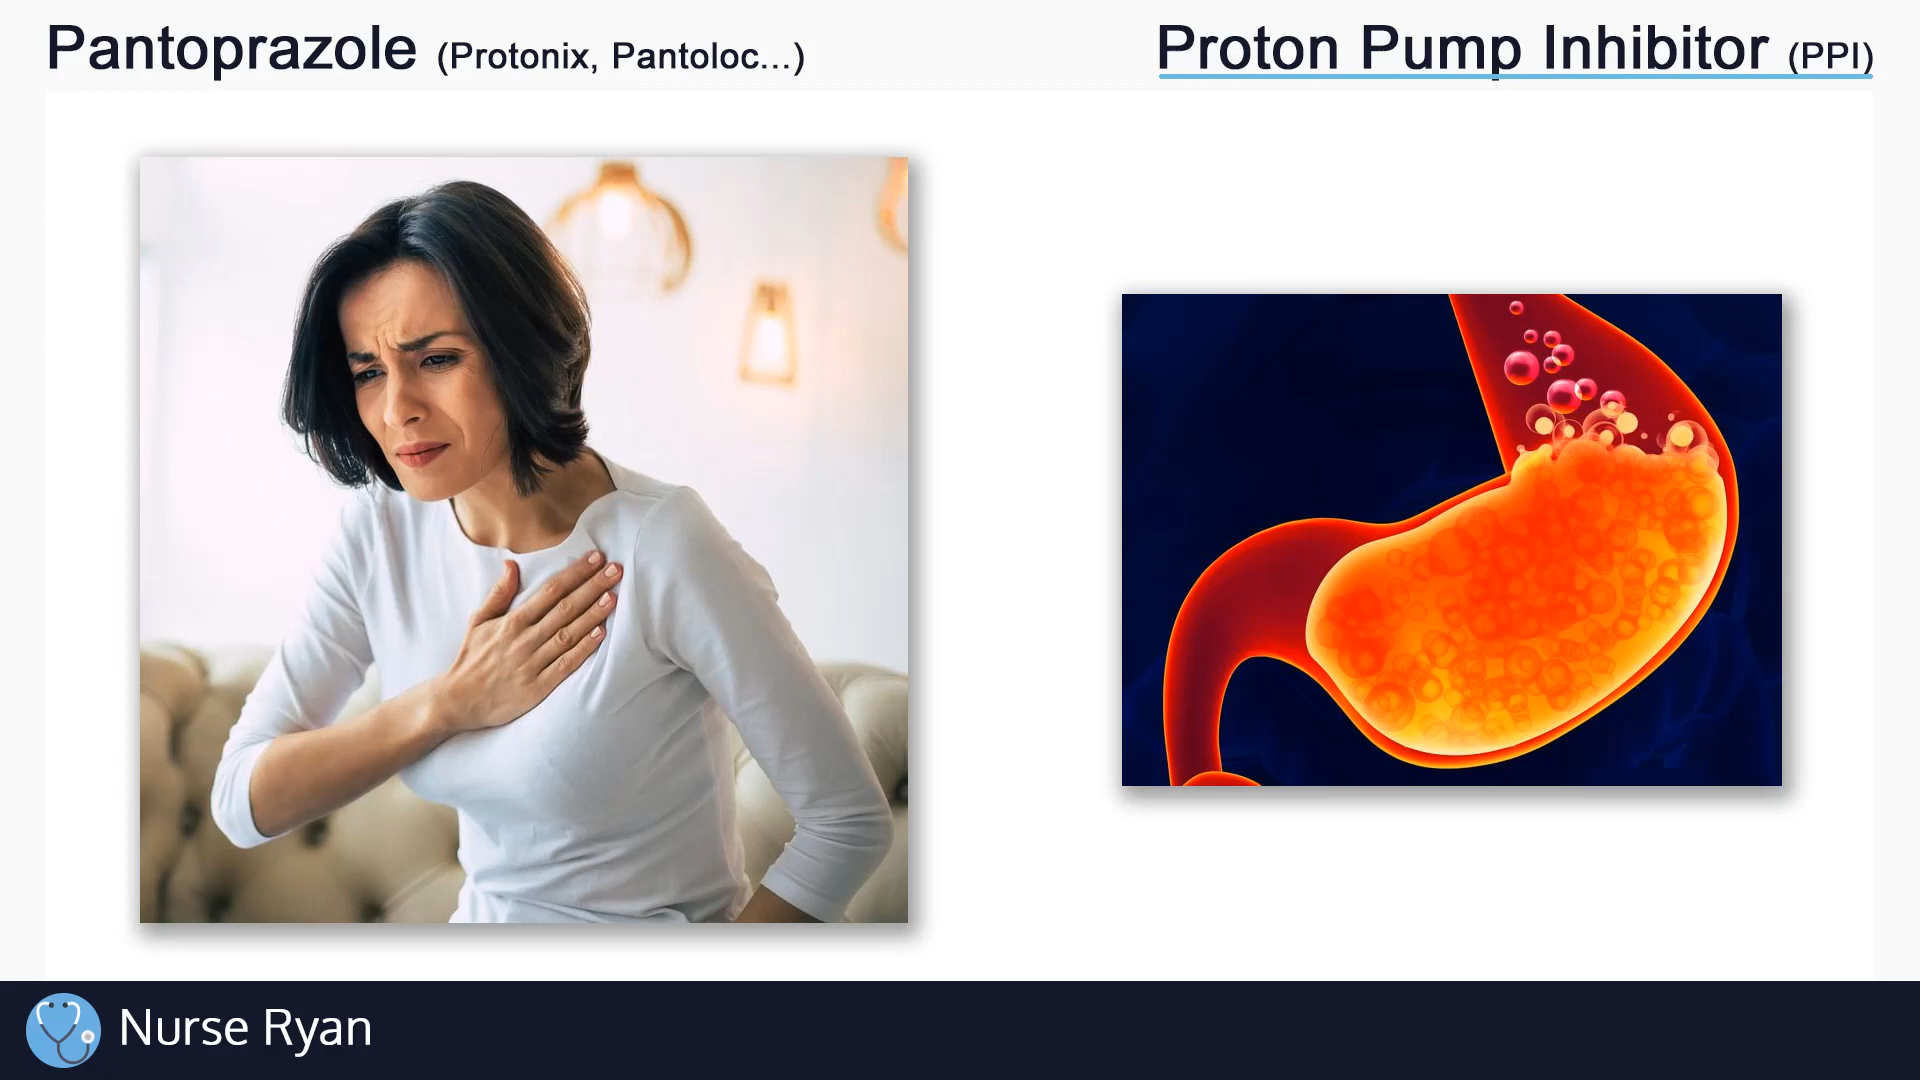 Pantoprazole (Protonix, Pantoloc...)
Proton Pump Inhibitor (PPI)
Nurse Ryan